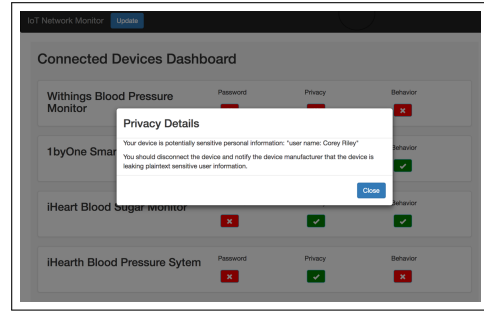 IoT Network Monitor Update
Connected Devices Dashboard
Withings Blood Pressure Monitor
Password Privacy Behavior
Privacy Details
Your device is potentially sensitive personal information: "user name: Corey Riley"
You should disconnect the device and notify the device manufacturer that the device is
leaking plaintext sensitive user information.
Close
1byOne Smar
Behavior
iHeart Blood Sugar Monitor
Behavior
iHearth Blood Pressure Sytem
Password Privacy Behavior